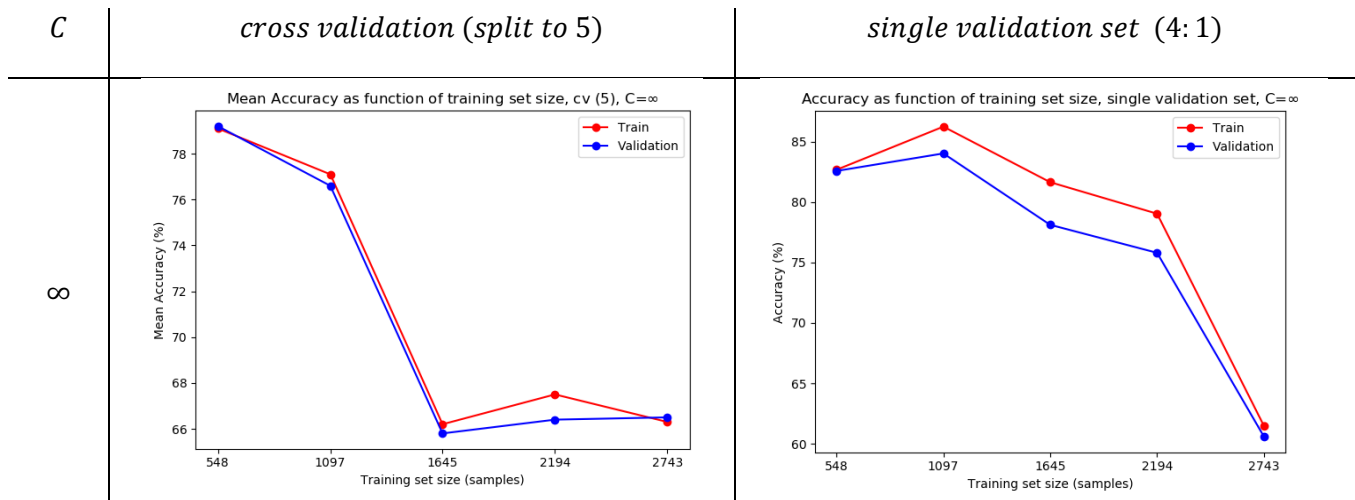 C cross validation (split to 5) single validation set (4: 1)
∞
Mean Accuracy as function of training set size, cv (5), C=∞
Train
Validation
Mean Accuracy (%)
78
76
74
72
70
68
66
548 1097 1645 2194 2743
Training set size (samples)
Accuracy as function of training set size, single validation set, C=∞
Train
Validation
Accuracy (%)
85
80
75
70
65
60
548 1097 1645 2194 2743
Training set size (samples)